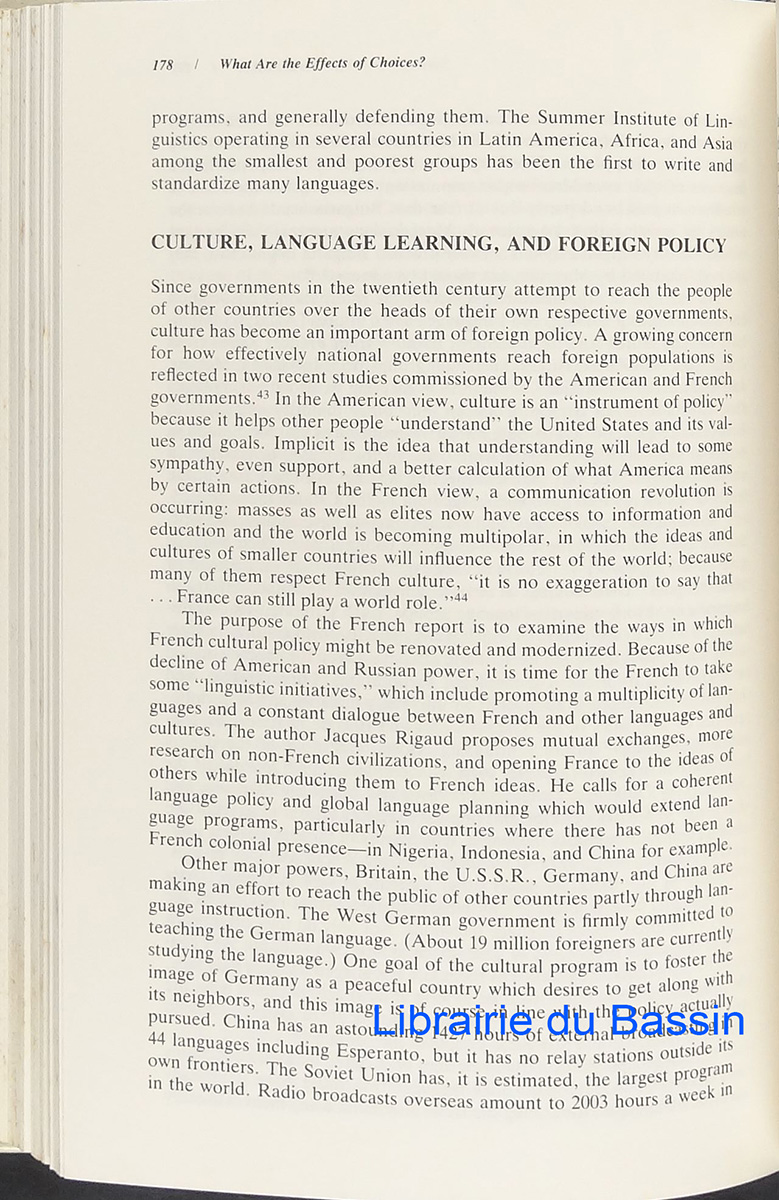 178 / What Are the Effects of Choices?
programs, and generally defending them. The Summer Institute of Lin-
guistics operating in several countries in Latin America, Africa, and Asia
among the smallest and poorest groups has been the first to write and
standardize many languages.
CULTURE, LANGUAGE LEARNING, AND FOREIGN POLICY
Since governments in the twentieth century attempt to reach the people
of other countries over the heads of their own respective governments,
culture has become an important arm of foreign policy. A growing concern
for how effectively national governments reach foreign populations is
reflected in two recent studies commissioned by the American and French
governments.⁴³ In the American view, culture is an “instrument of policy”
because it helps other people “understand” the United States and its val-
ues and goals. Implicit is the idea that understanding will lead to some
sympathy, even support, and a better calculation of what America means
by certain actions. In the French view, a communication revolution is
occurring: masses as well as elites now have access to information and
education and the world is becoming multipolar, in which the ideas and
cultures of smaller countries will influence the rest of the world; because
many of them respect French culture, “it is no exaggeration to say that
. . . France can still play a world role.”⁴⁴
The purpose of the French report is to examine the ways in which
French cultural policy might be renovated and modernized. Because of the
decline of American and Russian power, it is time for the French to take
some “linguistic initiatives,” which include promoting a multiplicity of lan-
guages and a constant dialogue between French and other languages and
cultures. The author Jacques Rigaud proposes mutual exchanges, more
research on non-French civilizations, and opening France to the ideas of
others while introducing them to French ideas. He calls for a coherent
language policy and global language planning which would extend lan-
guage programs, particularly in countries where there has not been a
French colonial presence—in Nigeria, Indonesia, and China for example.
Other major powers, Britain, the U.S.S.R., Germany, and China are
making an effort to reach the public of other countries partly through lan-
guage instruction. The West German government is firmly committed to
teaching the German language. (About 19 million foreigners are currently
studying the language.) One goal of the cultural program is to foster the
image of Germany as a peaceful country which desires to get along with
its neighbors, and this image is of course in line with the policy actually
pursued. China has an astounding 1427 hours of external broadcasting in
44 languages including Esperanto, but it has no relay stations outside its
own frontiers. The Soviet Union has, it is estimated, the largest program
in the world. Radio broadcasts overseas amount to 2003 hours a week in
Librairie du Bassin